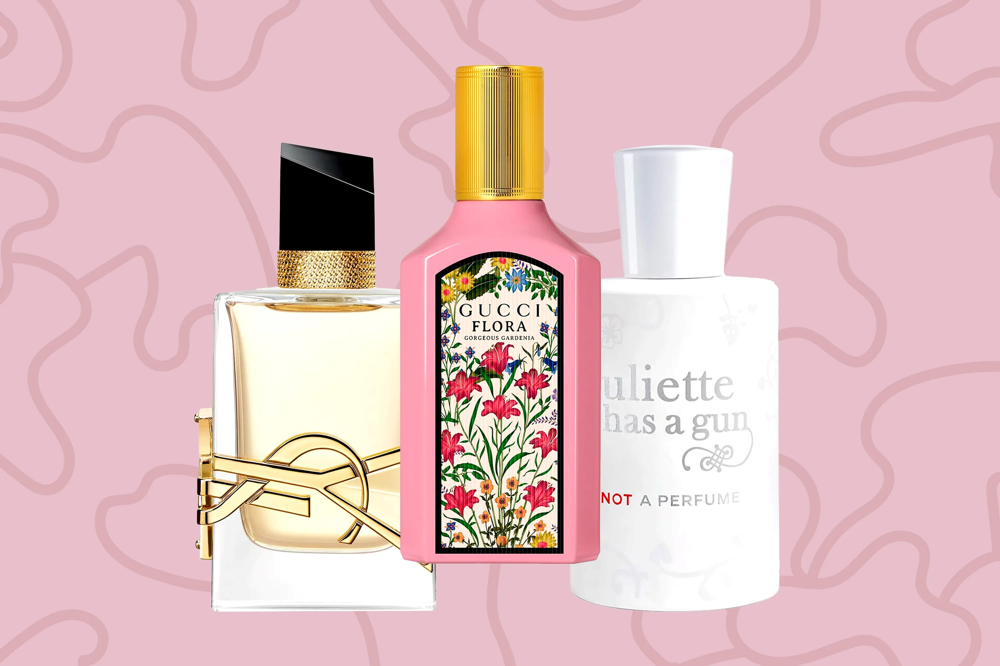 GUCCI
FLORA
GORGEOUS GARDENIA
uliette
has a gun
NOT A PERFUME